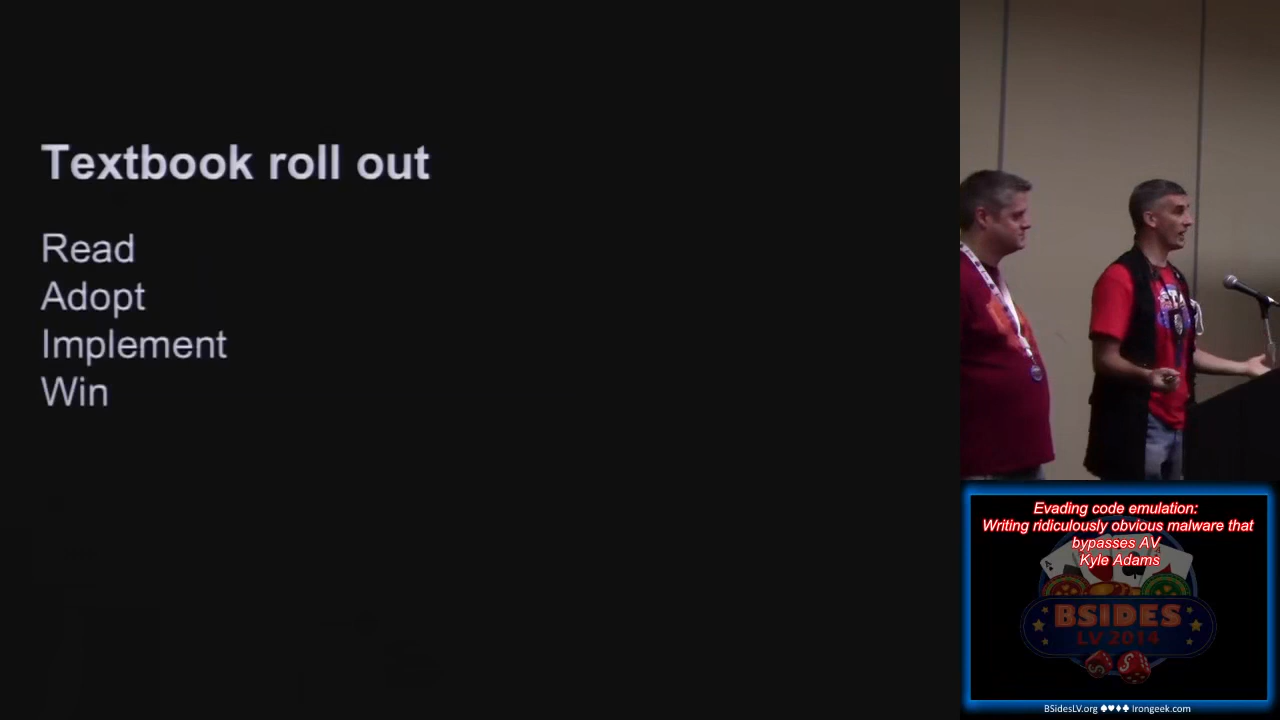 Textbook roll out
Read
Adopt
Implement
Win
Evading code emulation:
Writing ridiculously obvious malware that
bypasses AV
Kyle Adams
BSIDES
LV 2014
BSidesLV.org ♠♥♦♣ Irongeek.com